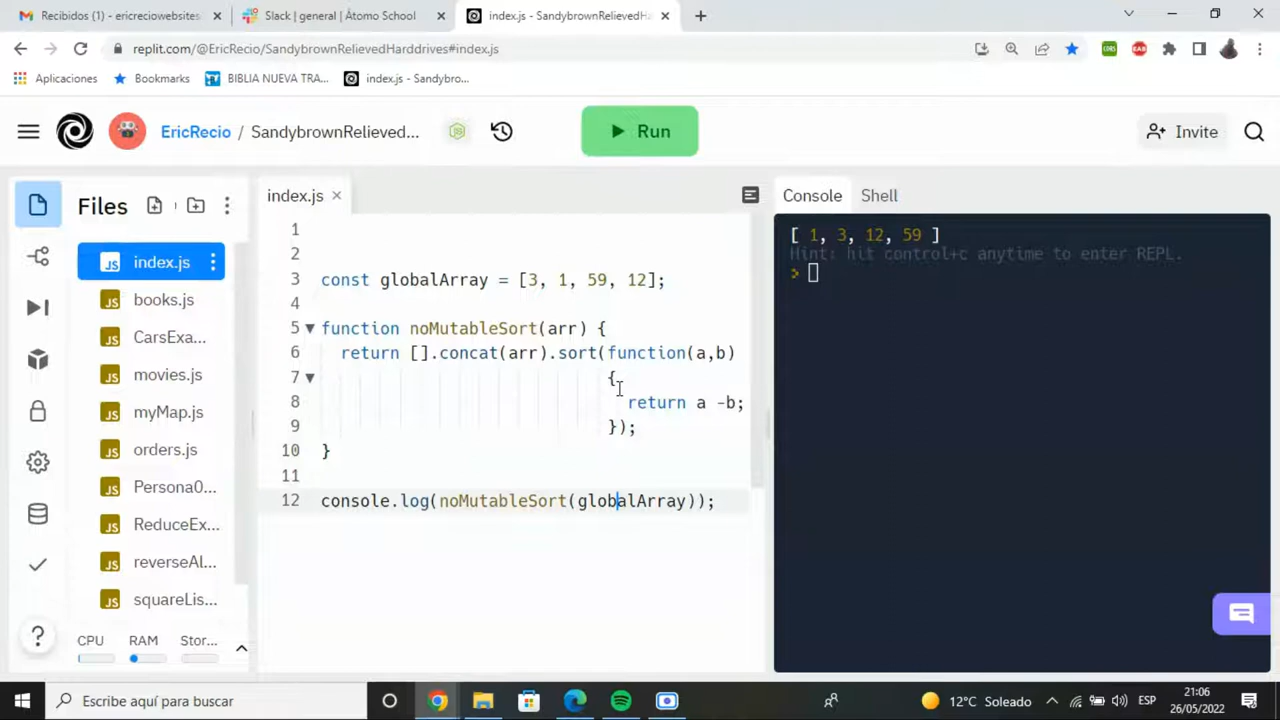 Recibidos (1) - ericreciowebsites
Slack | general | Átomo School
index.js - SandybrownRelievedHa
replit.com/@EricRecio/SandybrownRelievedHarddrives#index.js
Aplicaciones
Bookmarks
BIBLIA NUEVA TRA...
index.js - Sandybro...
EricRecio / SandybrownRelieved...
Run
Invite
Files
index.js
books.js
CarsExa...
movies.js
myMap.js
orders.js
Persona0...
ReduceEx...
reverseAl...
squareLis...
CPU RAM Stor...
index.js
1
2
3 const globalArray = [3, 1, 59, 12];
4
5 function noMutableSort(arr) {
6 return [].concat(arr).sort(function(a,b)
7 {
8 return a -b;
9 });
10 }
11
12 console.log(noMutableSort(globalArray));
Console Shell
[ 1, 3, 12, 59 ]
Hint: hit control+c anytime to enter REPL.
>
Escribe aquí para buscar
12°C Soleado
ESP
21:06
26/05/2022